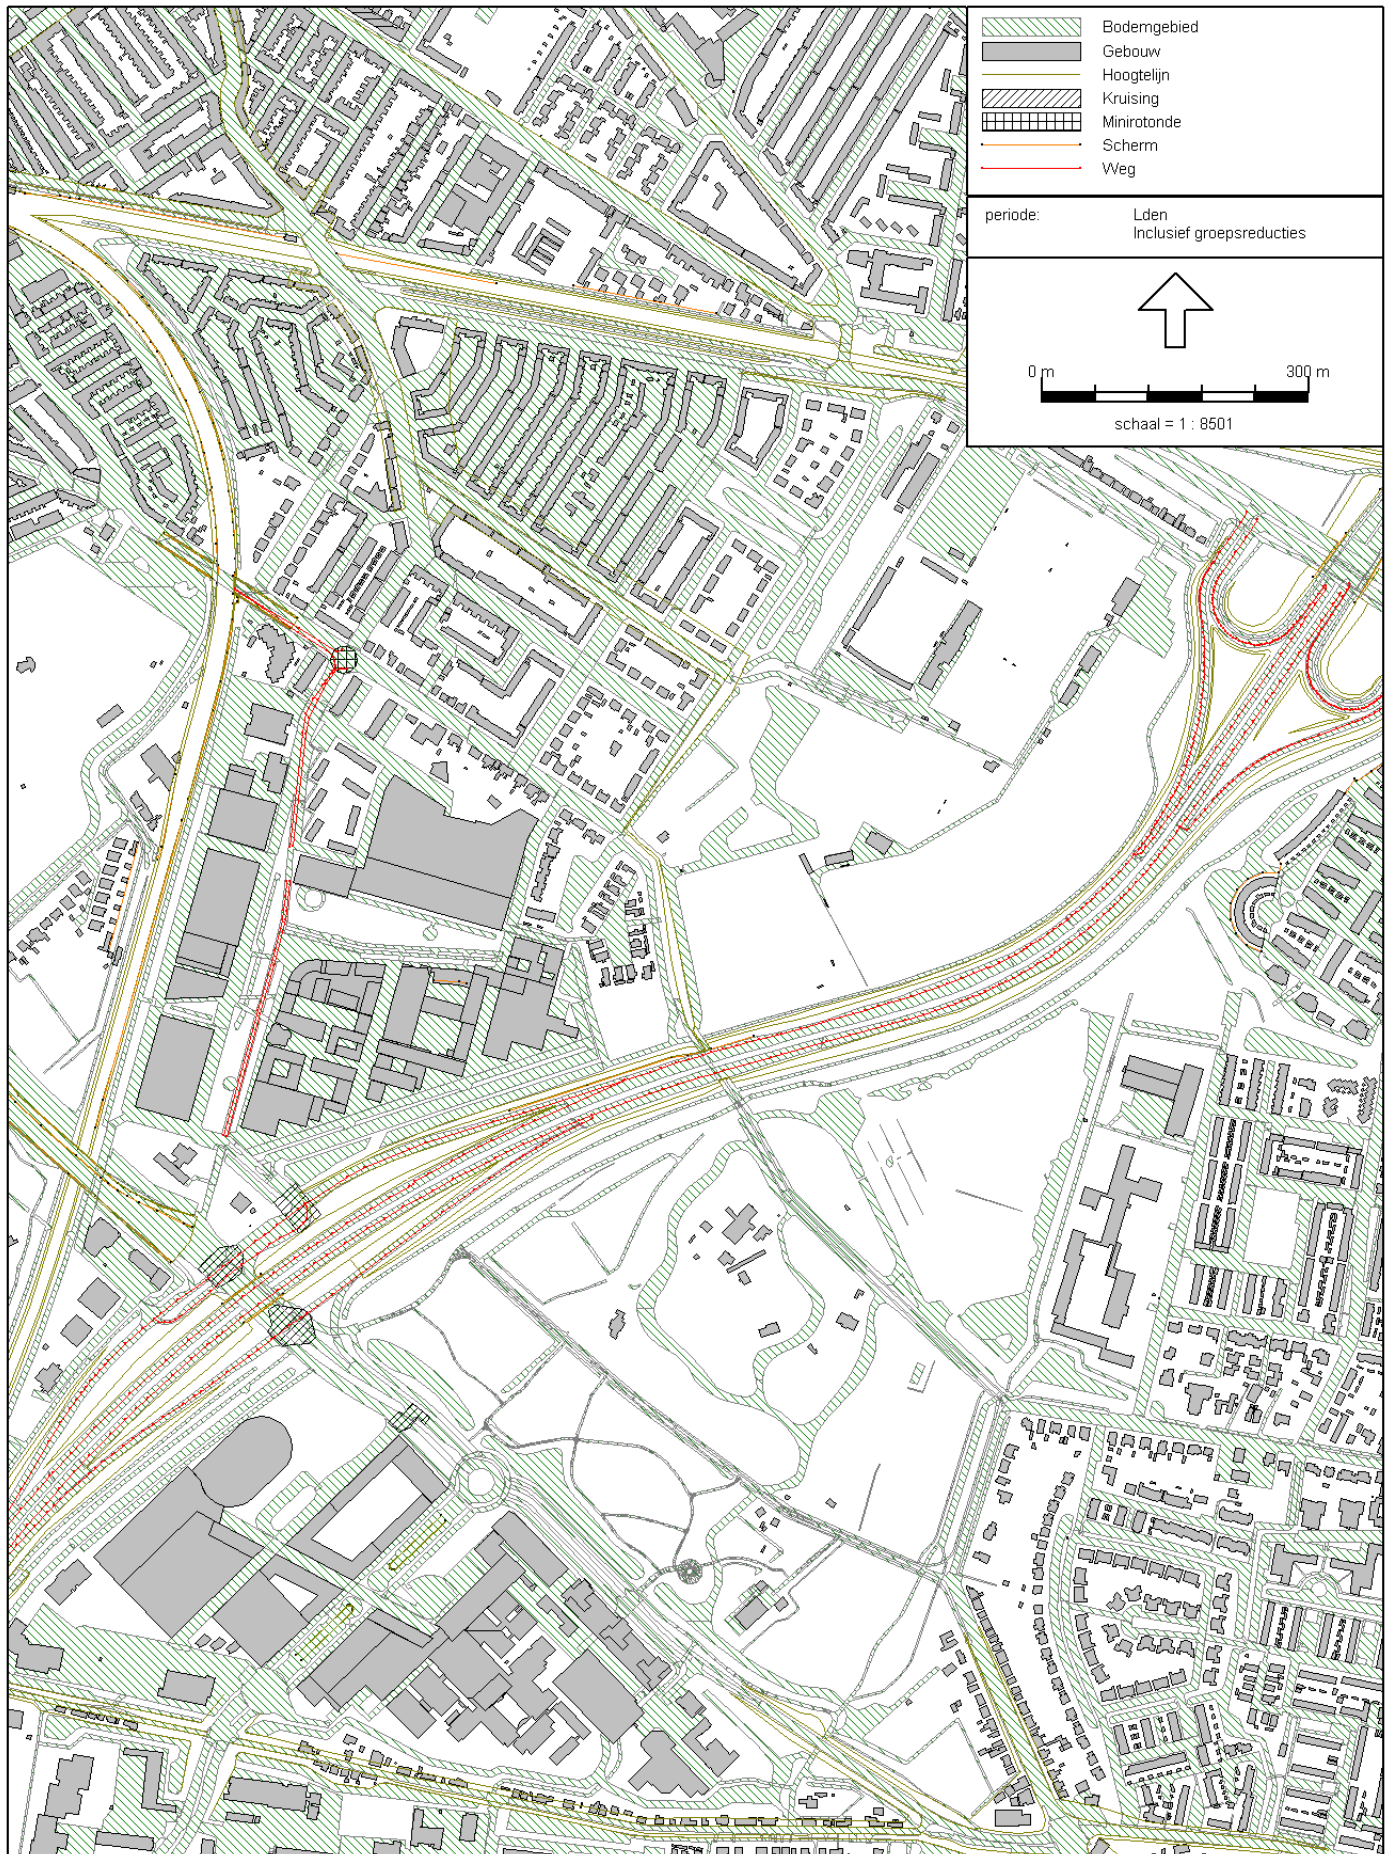 Bodemgebied
Gebouw
Hoogtelijn
Kruising
Minirotonde
Scherm
Weg
periode: Lden
Inclusief groepsreducties
0 m 300 m
schaal = 1 : 8501